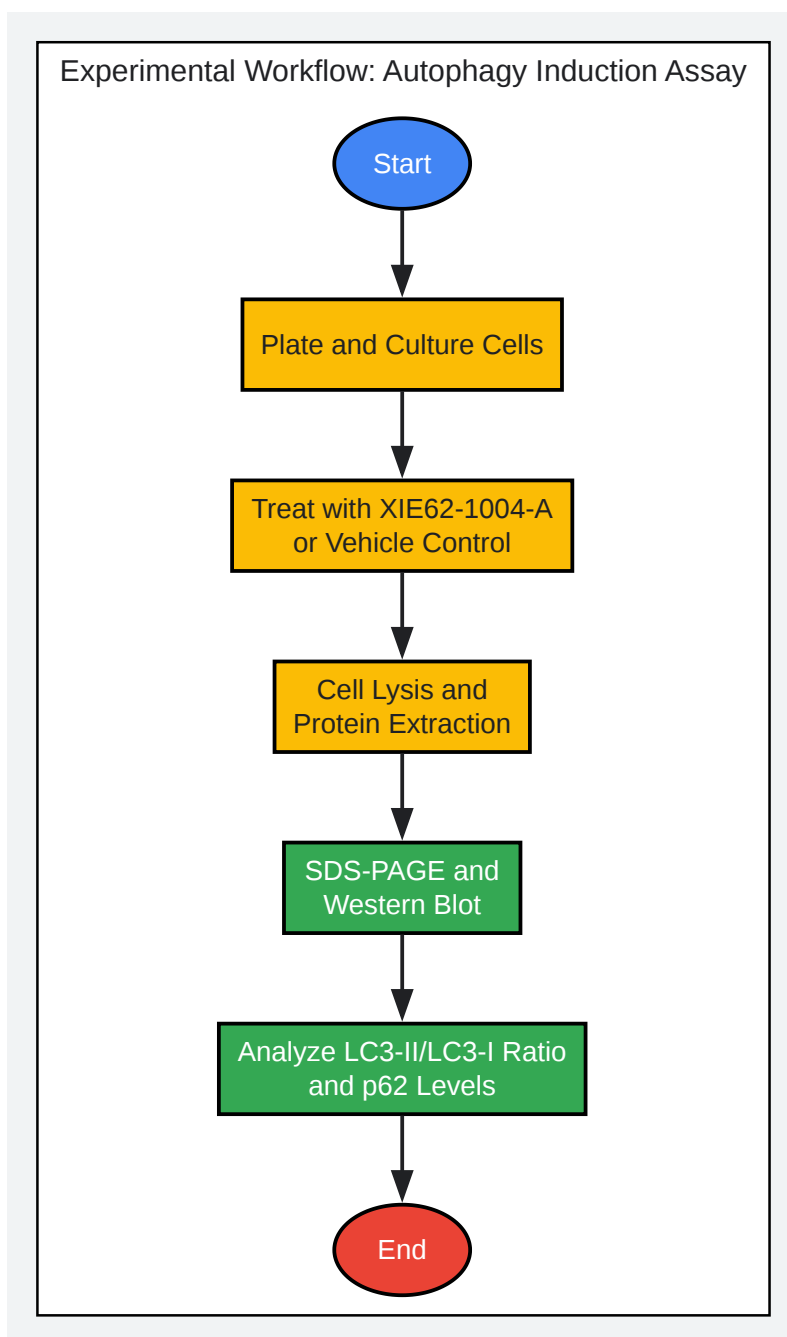 Experimental Workflow: Autophagy Induction Assay
Start
Plate and Culture Cells
Treat with XIE62-1004-A
or Vehicle Control
Cell Lysis and
Protein Extraction
SDS-PAGE and
Western Blot
Analyze LC3-II/LC3-I Ratio
and p62 Levels
End